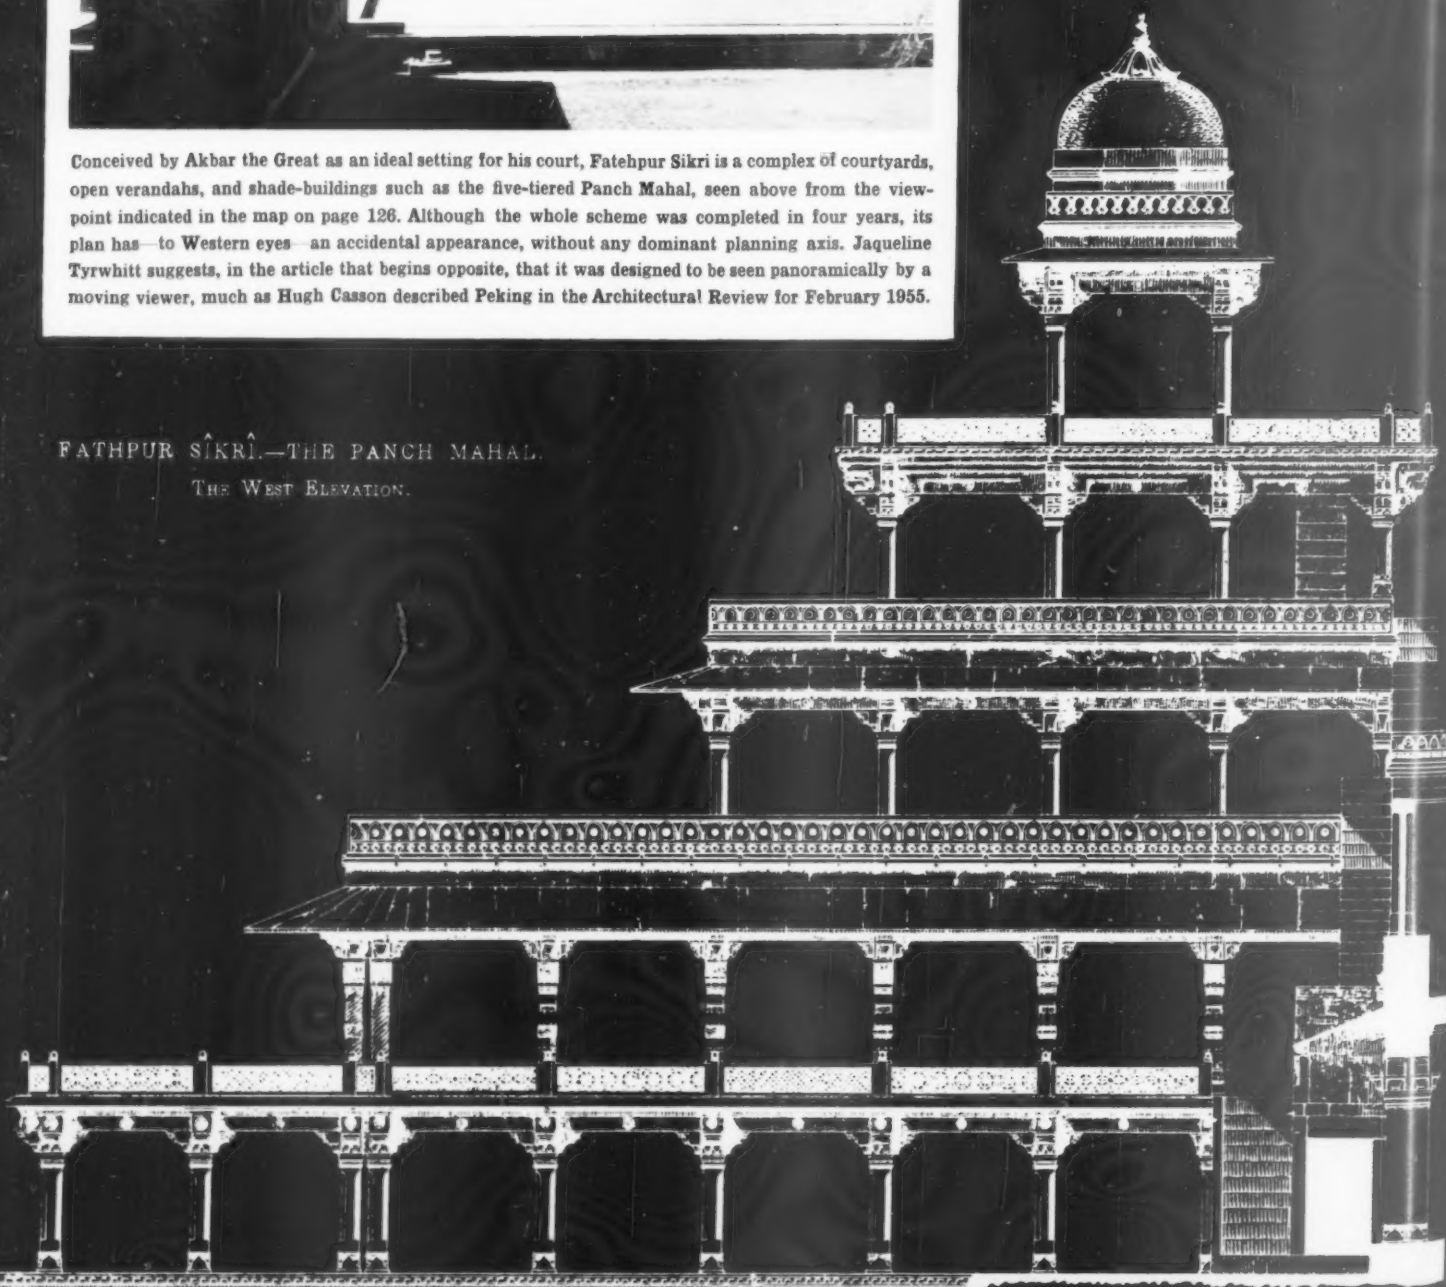 Conceived by Akbar the Great as an ideal setting for his court, Fatehpur Sikri is a complex of courtyards,
open verandahs, and shade-buildings such as the five-tiered Panch Mahal, seen above from the view-
point indicated in the map on page 126. Although the whole scheme was completed in four years, its
plan has to Western eyes an accidental appearance, without any dominant planning axis. Jaqueline
Tyrwhitt suggests, in the article that begins opposite, that it was designed to be seen panoramically by a
moving viewer, much as Hugh Casson described Peking in the Architectural Review for February 1955.
FATHPUR SÎKRÎ.—THE PANCH MAHAL.
THE WEST ELEVATION.